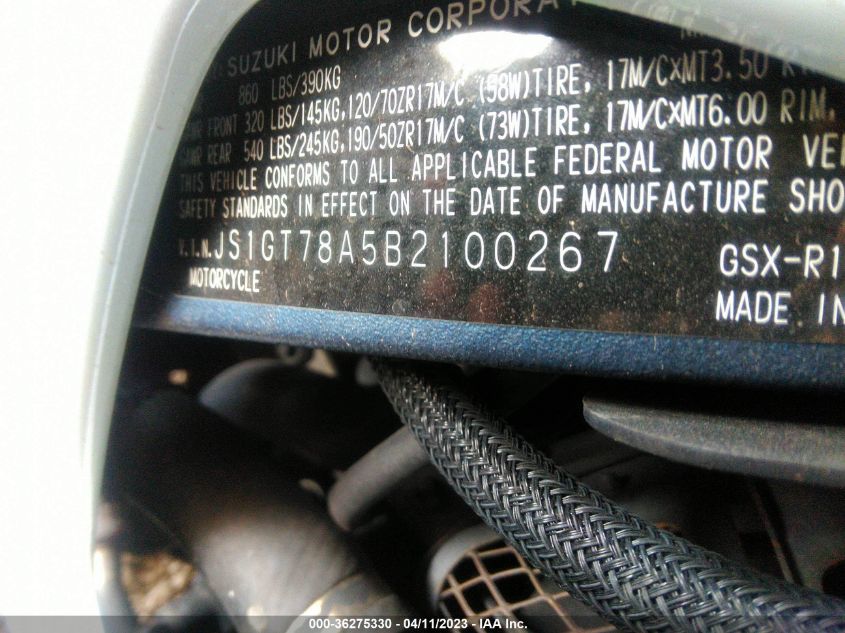 SUZUKI MOTOR CORPORA
860 LBS/390KG
FRONT 320 LBS/145KG, 120/70ZR17M/C (58W)TIRE, 17M/C×MT3.50
GAWR REAR 540 LBS/245KG, 190/50ZR17M/C (73W)TIRE, 17M/C×MT6.00 RIM,
THIS VEHICLE CONFORMS TO ALL APPLICABLE FEDERAL MOTOR VE
SAFETY STANDARDS IN EFFECT ON THE DATE OF MANUFACTURE SHO
V.I.N. JS1GT78A5B2100267 GSX-R1
MOTORCYCLE MADE IN
000-36275330 - 04/11/2023 - IAA Inc.